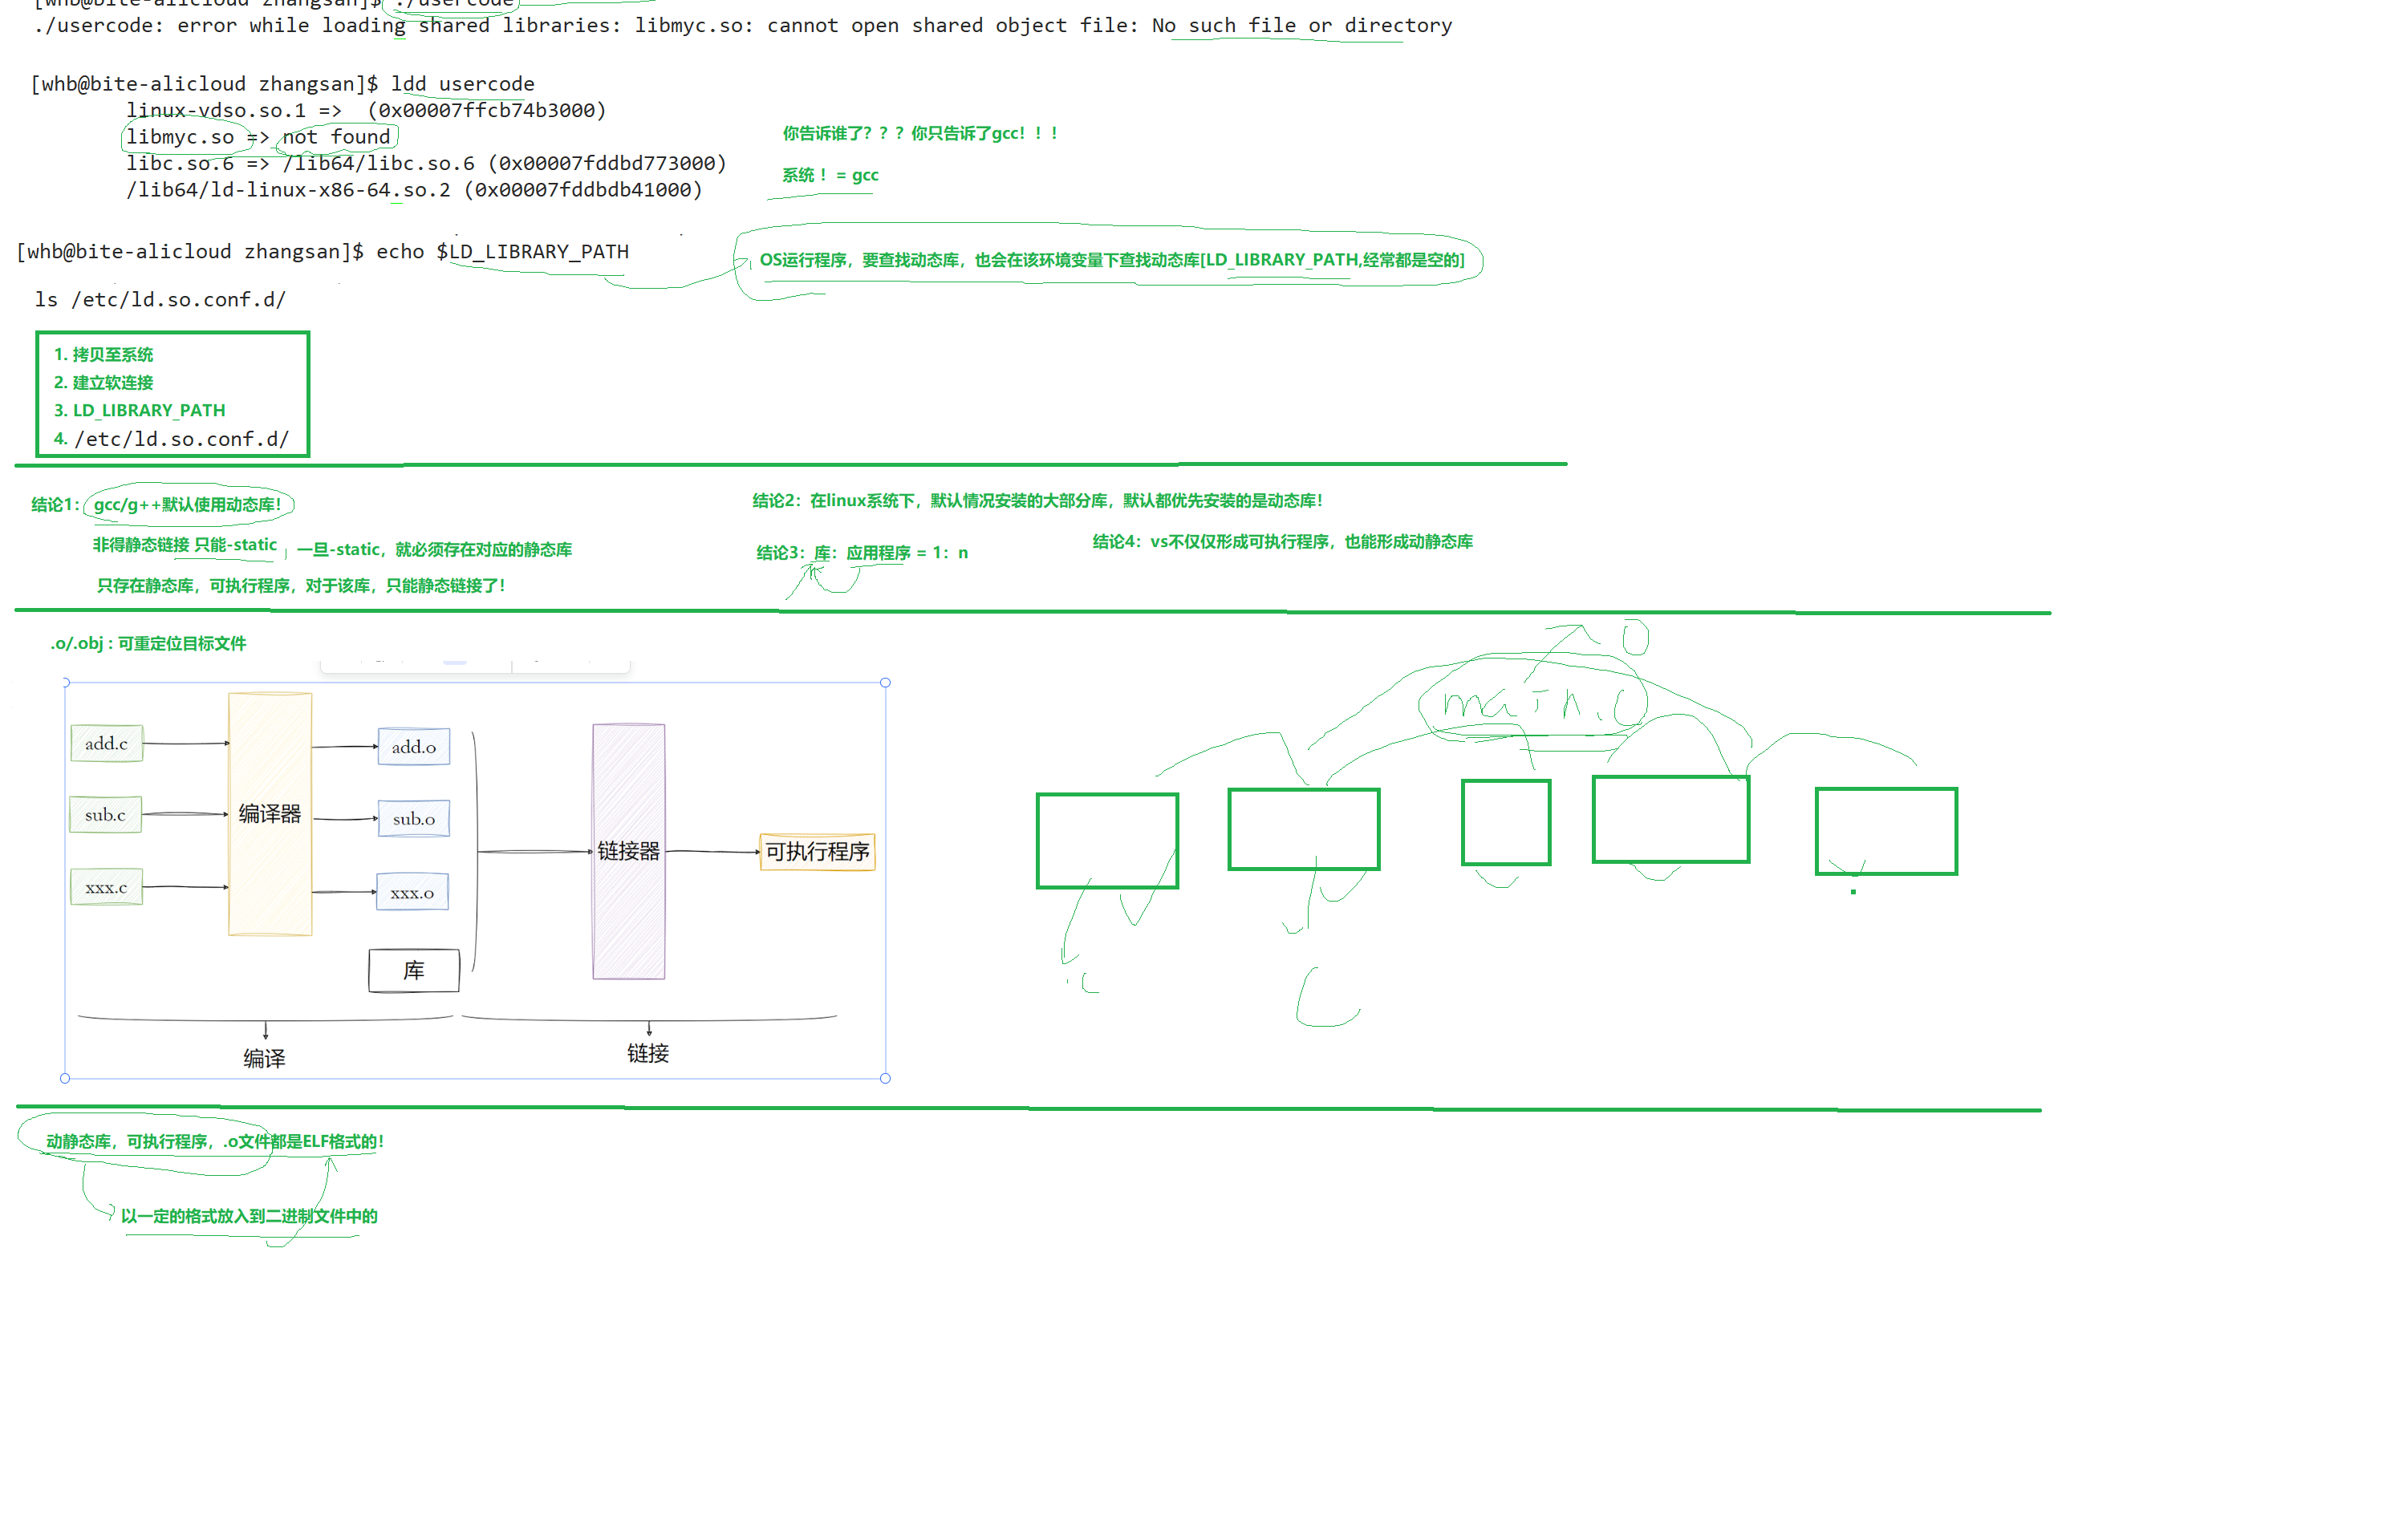 [whb@bite-alicloud zhangsan]$ ./usercode
./usercode: error while loading shared libraries: libmyc.so: cannot open shared object file: No such file or directory
[whb@bite-alicloud zhangsan]$ ldd usercode
linux-vdso.so.1 =>  (0x00007ffcb74b3000)
libmyc.so => not found
libc.so.6 => /lib64/libc.so.6 (0x00007fddbd773000)
/lib64/ld-linux-x86-64.so.2 (0x00007fddbdb41000)
你告诉谁了？？？你只告诉了gcc！！！
系统！= gcc
[whb@bite-alicloud zhangsan]$ echo $LD_LIBRARY_PATH
OS运行程序，要查找动态库，也会在该环境变量下查找动态库[LD_LIBRARY_PATH,经常都是空的]
ls /etc/ld.so.conf.d/
1. 拷贝至系统
2. 建立软连接
3. LD_LIBRARY_PATH
4. /etc/ld.so.conf.d/
结论1： gcc/g++默认使用动态库！
非得静态链接 只能-static，一旦-static，就必须存在对应的静态库
只存在静态库，可执行程序，对于该库，只能静态链接了！
结论2：在linux系统下，默认情况安装的大部分库，默认都优先安装的是动态库！
结论3：库：应用程序 = 1：n
结论4：vs不仅仅形成可执行程序，也能形成动静态库
.o/.obj : 可重定位目标文件
add.c
sub.c
xxx.c
编译器
add.o
sub.o
xxx.o
库
链接器
可执行程序
编译
链接
main.o
动静态库，可执行程序，.o文件都是ELF格式的！
以一定的格式放入到二进制文件中的